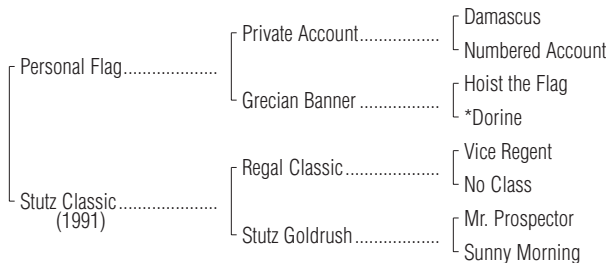 Damascus
Private Account..................
Numbered Account
Personal Flag.....................
Hoist the Flag
Grecian Banner ..................
*Dorine
Vice Regent
Regal Classic .....................
No Class
Stutz Classic ......................
(1991)
Mr. Prospector
Stutz Goldrush ...................
Sunny Morning